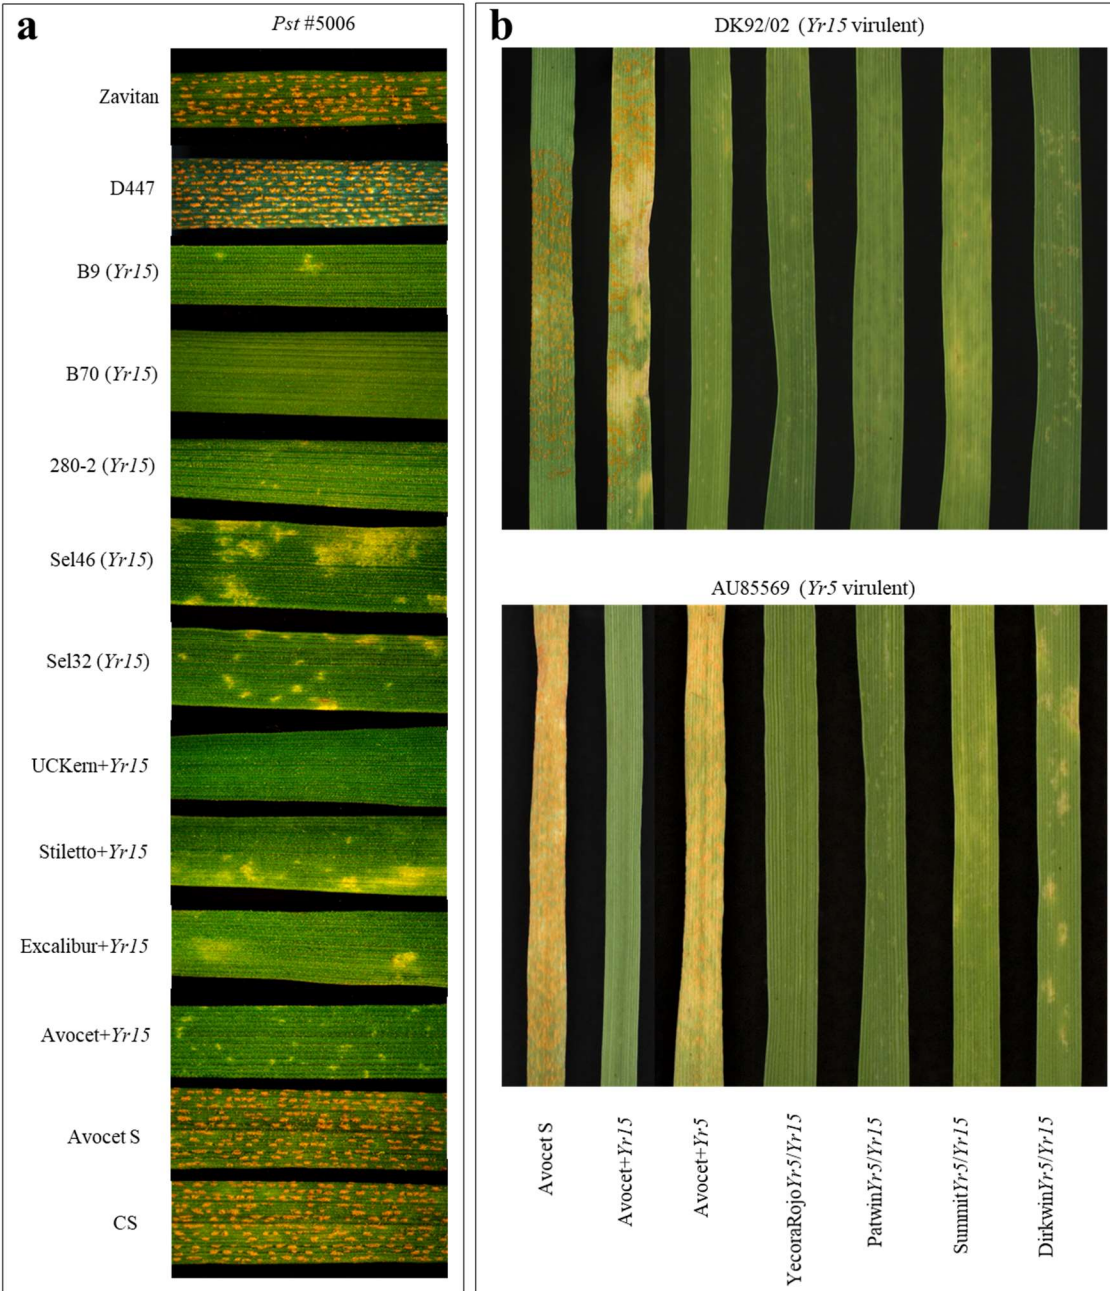 a
Pst #5006
Zavitan
D447
B9 (Yr15)
B70 (Yr15)
280-2 (Yr15)
Sel46 (Yr15)
Sel32 (Yr15)
UCKern+Yr15
Stiletto+Yr15
Excalibur+Yr15
Avocet+Yr15
Avocet S
CS
b
DK92/02 (Yr15 virulent)
AU85569 (Yr5 virulent)
Avocet S
Avocet+Yr15
Avocet+Yr5
YecoraRojoYr5/Yr15
PatwinYr5/Yr15
SummitYr5/Yr15
DirkwinYr5/Yr15